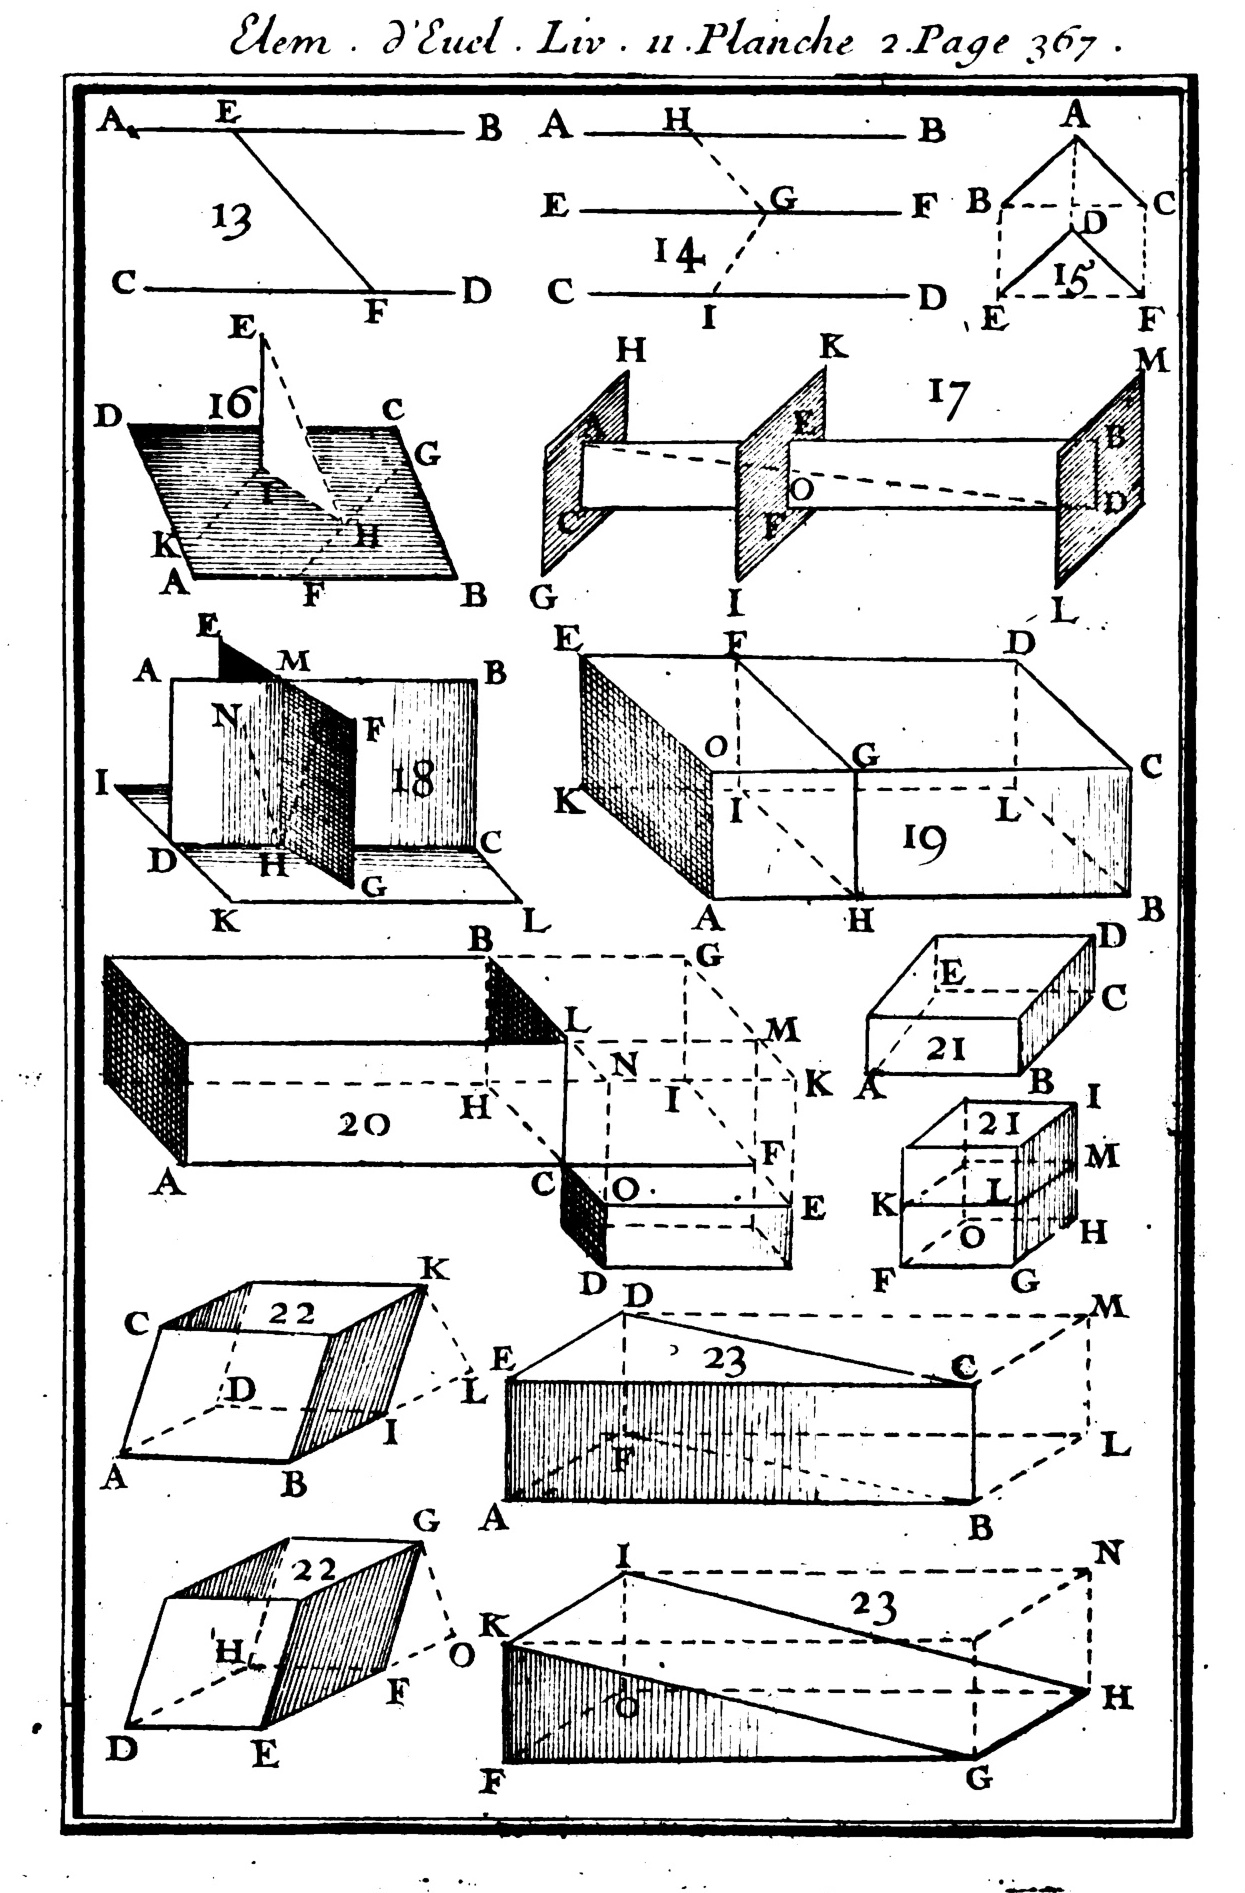 Elem . d'Eucl . Liv . 11 . Planche 2 . Page 367 .
A E B A H B A
13 E G F B C
14 D
C F D C I D 15
E F
E H K M
D 16 C 17
G A E B
I O
K H C F D
A F B G I L
E E F D
A M B
N F O G C
I 18 K I L
D H C 19
G
K L A H B
B G D
E
L M C
N K 21
H I A B
20 21 I
F M
A C O K L
E O H
D F G
K D M
C 22 E 23 C
D L
I F L
A B A B
G I N
22 23
K
H O
F O H
D E F G